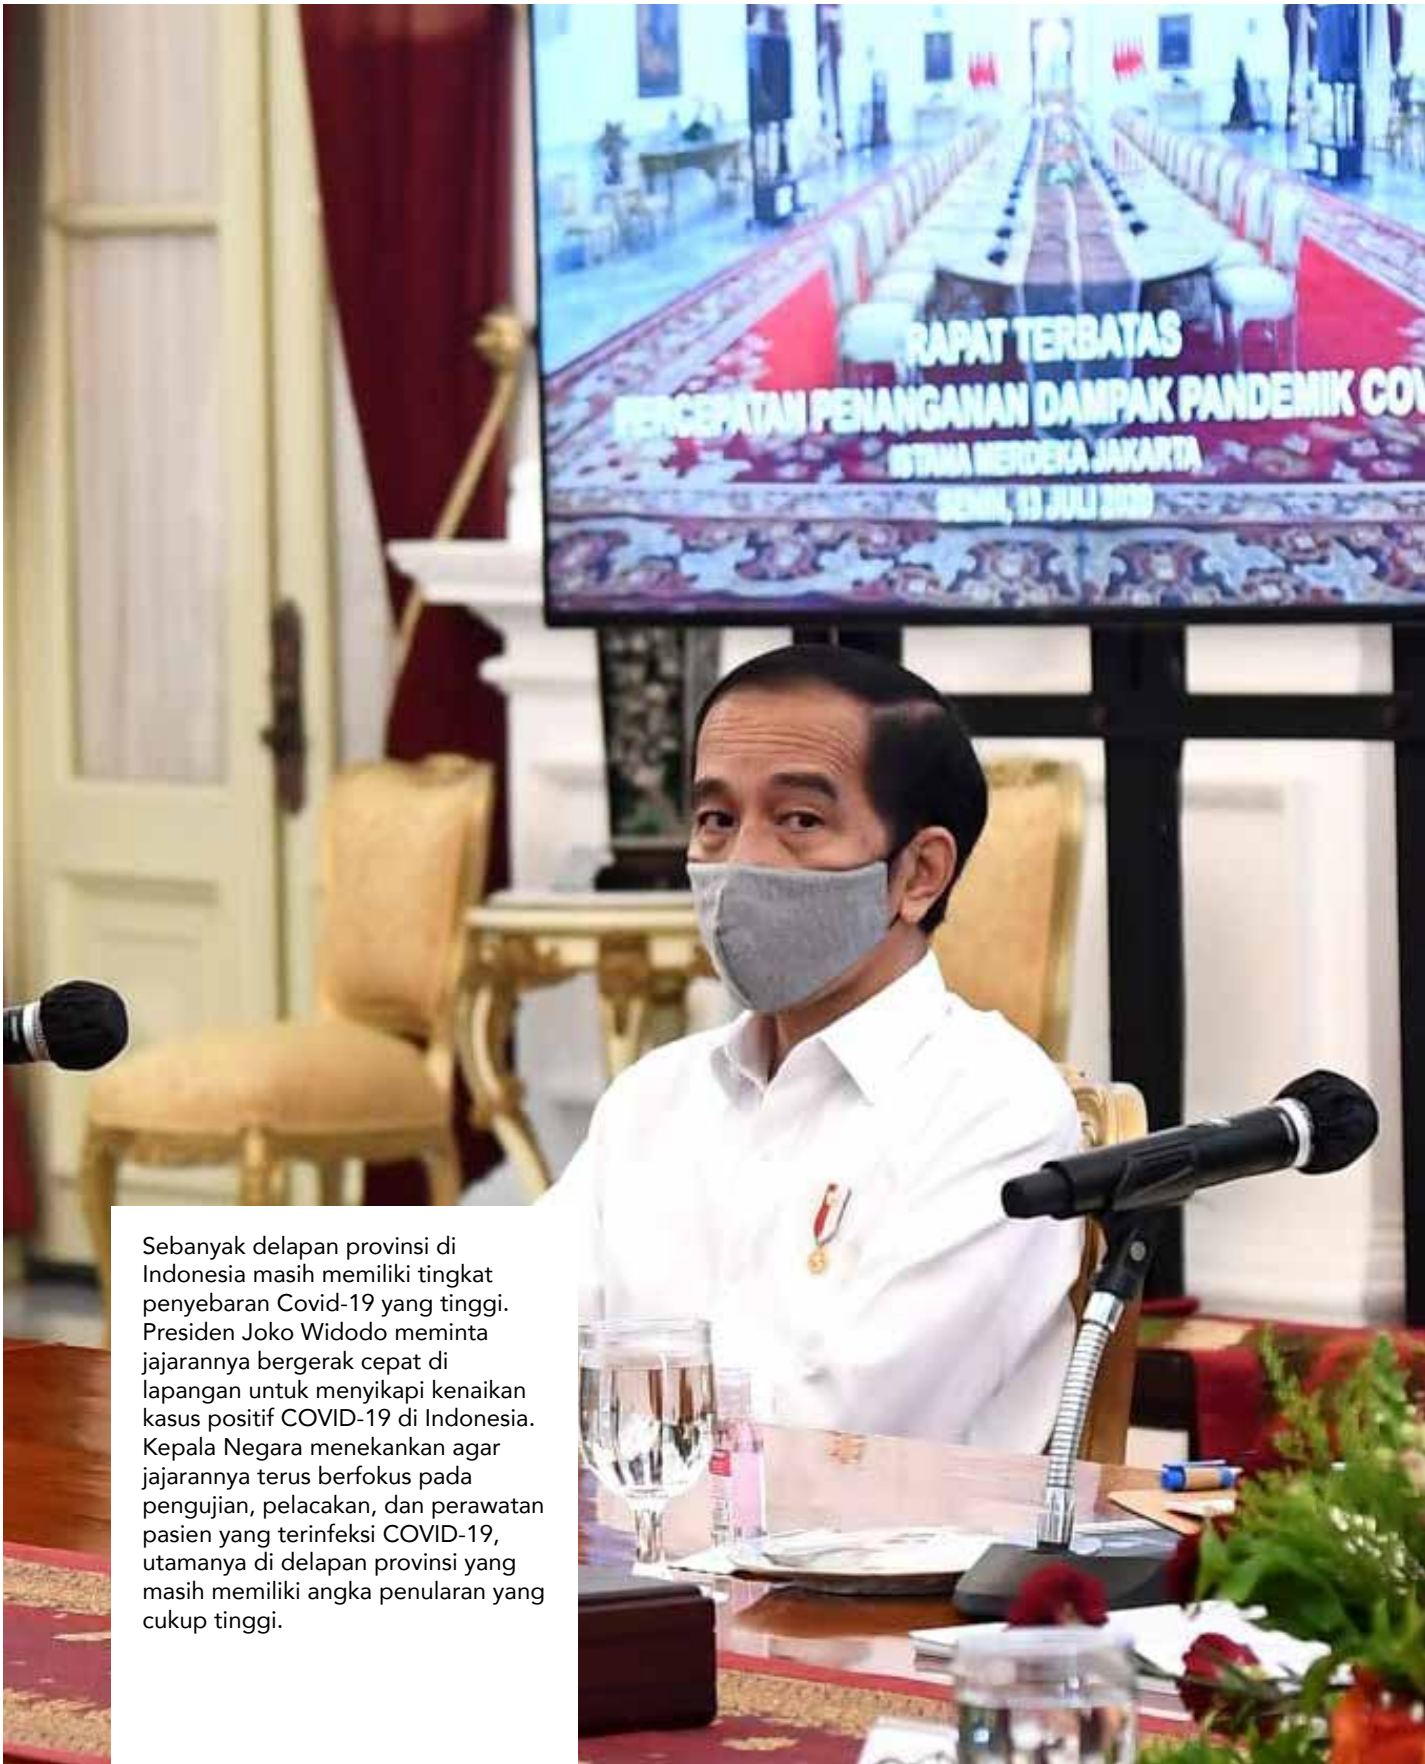 RAPAT TERBATAS
PERCEPATAN PENANGANAN DAMPAK PANDEMIK COV
ISTANA MERDEKA JAKARTA
SENIN, 13 JULI 2020
Sebanyak delapan provinsi di
Indonesia masih memiliki tingkat
penyebaran Covid-19 yang tinggi.
Presiden Joko Widodo meminta
jajarannya bergerak cepat di
lapangan untuk menyikapi kenaikan
kasus positif COVID-19 di Indonesia.
Kepala Negara menekankan agar
jajarannya terus berfokus pada
pengujian, pelacakan, dan perawatan
pasien yang terinfeksi COVID-19,
utamanya di delapan provinsi yang
masih memiliki angka penularan yang
cukup tinggi.